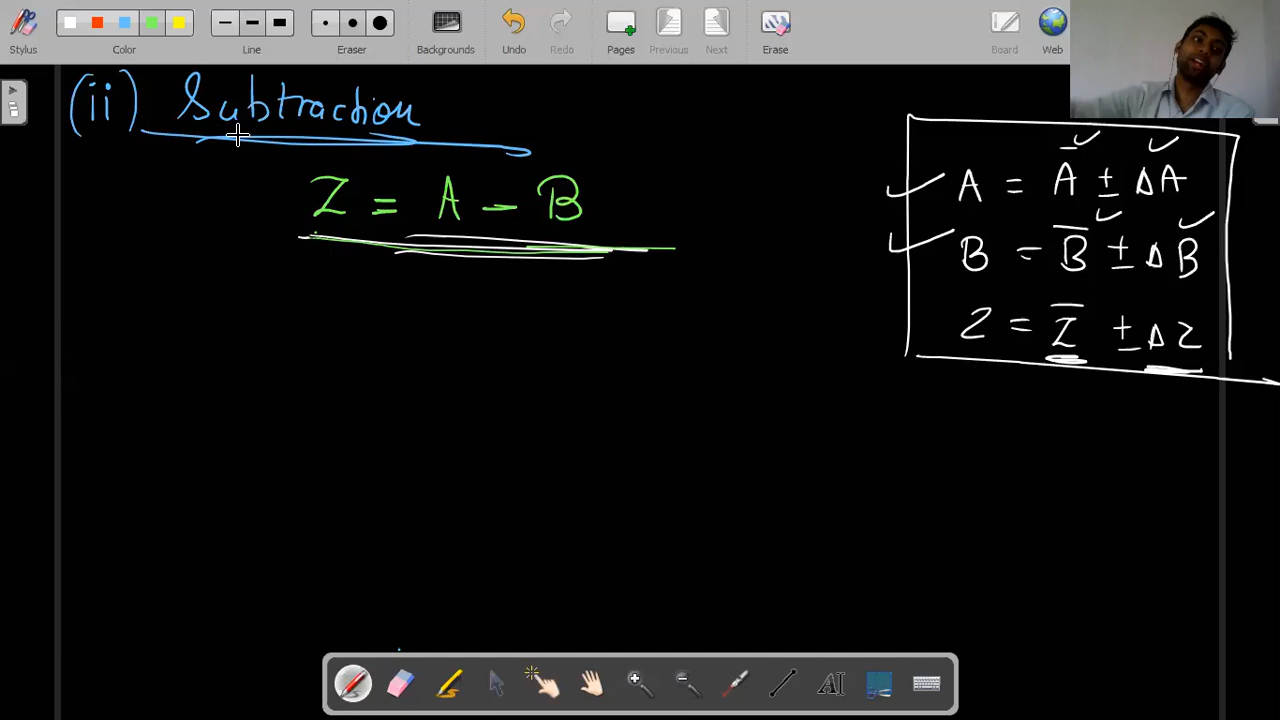 Stylus Color Line Eraser Backgrounds Undo Redo Pages Previous Next Erase Board Web
(ii) Subtraction
Z = A - B
A = A̅ ± ΔA
B = B̅ ± ΔB
Z = Z̅ ± ΔZ